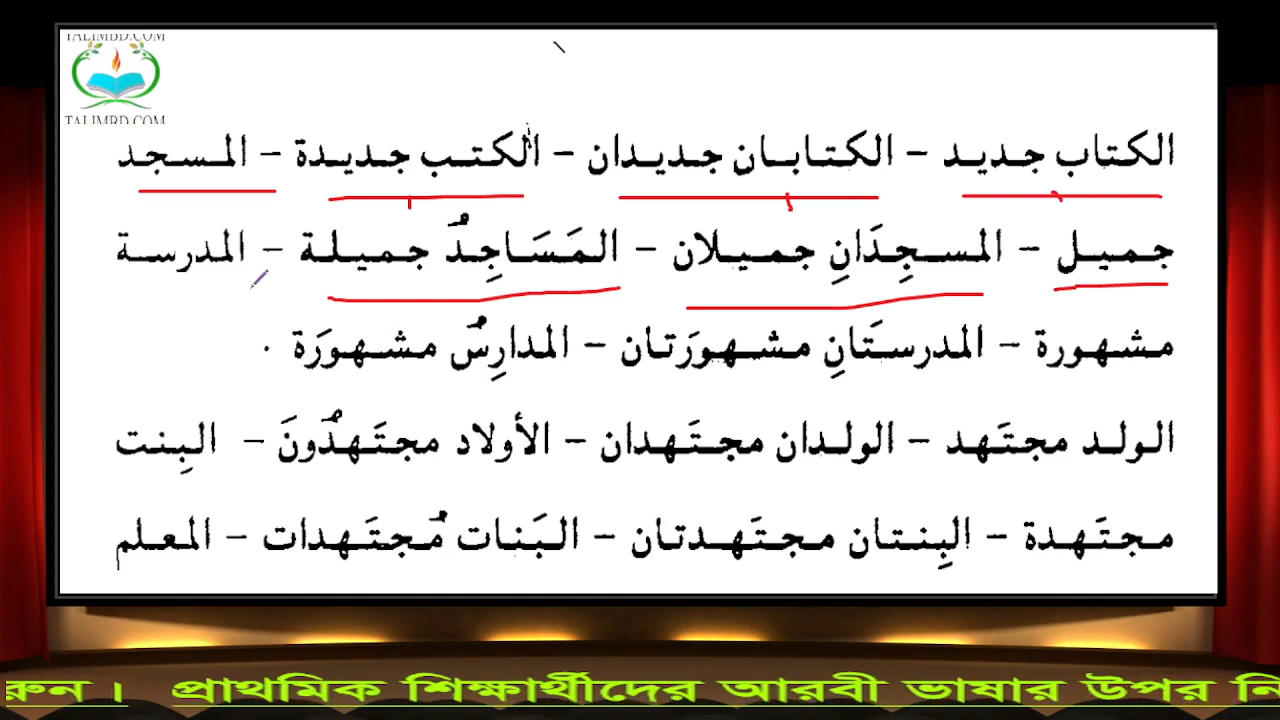 TALIMBD.COM
TALIMBD.COM
الكتاب جديد – الكتابان جديدان – الكتب جديدة – المسجد
جميل – المسجِدَانِ جميلان – المَسَاجِدُ جميلة – المدرسة
مشهورة – المدرستَانِ مشهورَتان – المدارِسُ مشهورَة .
الولد مجتَهد – الولدان مجتَهدان – الأولاد مجتَهدُونَ – البِنت
مجتَهدة – البِنتان مجتَهدتان – البَنات مُجتَهدات – المعلم
রুন । প্রাথমিক শিক্ষার্থীদের আরবী ভাষার উপর